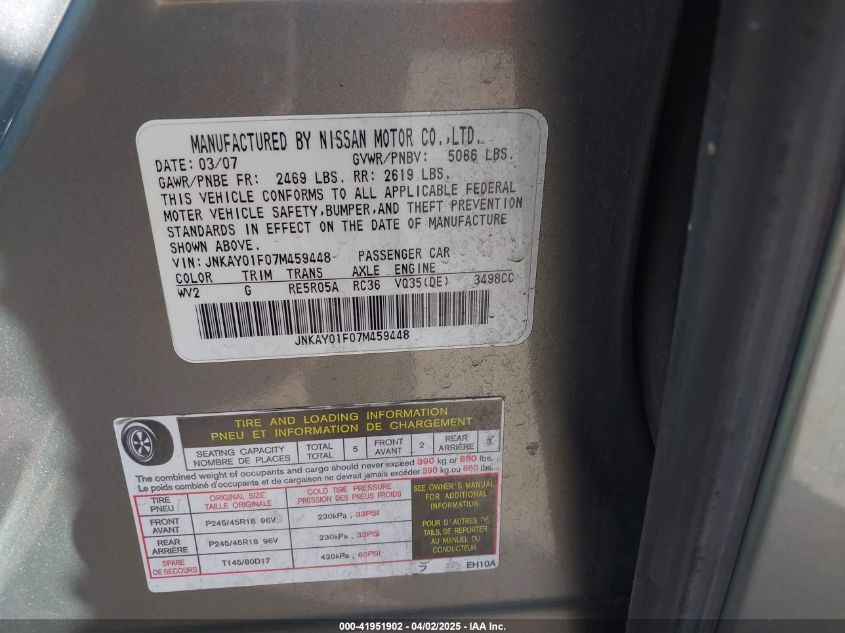 MANUFACTURED BY NISSAN MOTOR CO.,LTD.
DATE: 03/07 GVWR/PNBV: 5066 LBS.
GAWR/PNBE FR: 2469 LBS. RR: 2619 LBS.
THIS VEHICLE CONFORMS TO ALL APPLICABLE FEDERAL
MOTER VEHICLE SAFETY,BUMPER,AND THEFT PREVENTION
STANDARDS IN EFFECT ON THE DATE OF MANUFACTURE
SHOWN ABOVE.
VIN: JNKAY01F07M459448 PASSENGER CAR
COLOR TRIM TRANS AXLE ENGINE
WV2 G RE5R05A RC36 VQ35(DE) 3498CC
JNKAY01F07M459448
TIRE AND LOADING INFORMATION
PNEU ET INFORMATION DE CHARGEMENT
SEATING CAPACITY TOTAL 5 FRONT 2 REAR 3
NOMBRE DE PLACES TOTAL AVANT ARRIÈRE
The combined weight of occupants and cargo should never exceed 390 kg or 860 lbs.
Le poids combiné d'occupants et de cargaison ne devrait jamais excéder 390 kg ou 860 lbs.
TIRE ORIGINAL SIZE COLD TIRE PRESSURE
PNEU TAILLE ORIGINALE PRESSION DES PNEUS FROIDS
FRONT P245/45R18 96V 230kPa , 33PSI
AVANT
REAR P245/45R18 96V 230kPa , 33PSI
ARRIÈRE
SPARE T145/80D17 420kPa , 60PSI
DE SECOURS
SEE OWNER'S MANUAL
FOR ADDITIONAL
INFORMATION.
POUR D'AUTRES DE
TAILS, SE REPORTER
AU MANUEL DU
CONDUCTEUR
EH10A
000-41951902 - 04/02/2025 - IAA Inc.